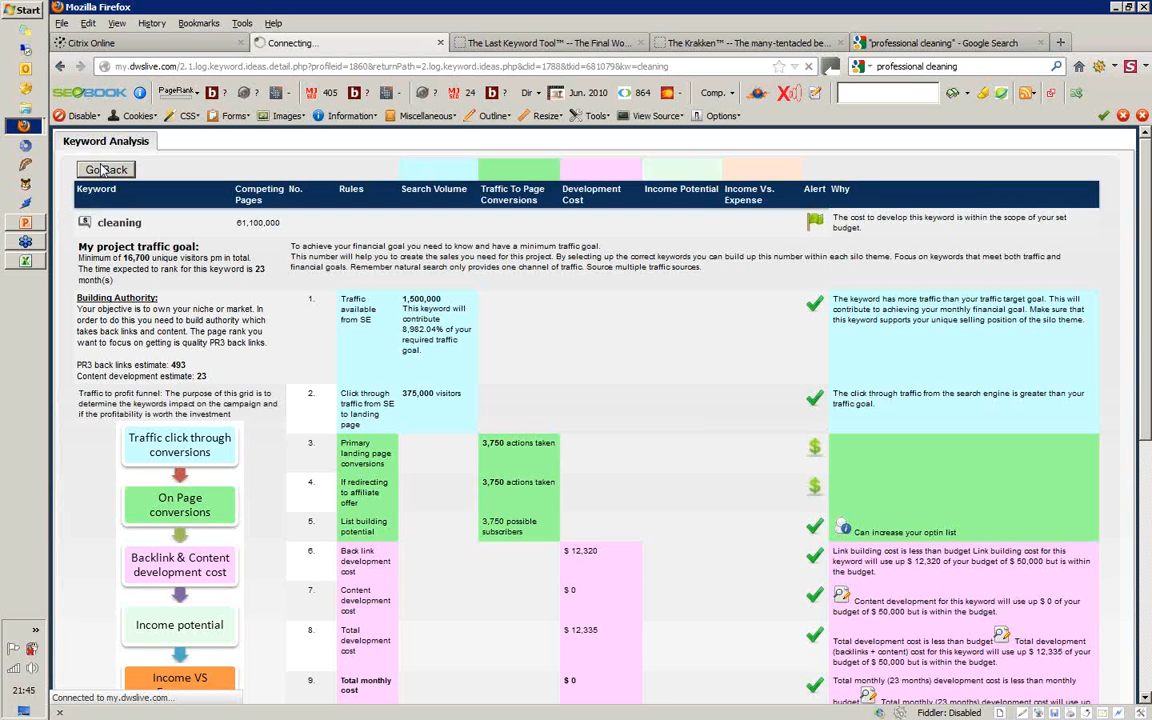 Start
Mozilla Firefox
File Edit View History Bookmarks Tools Help
Citrix Online
Connecting...
The Last Keyword Tool™ -- The Final Wo...
The Krakken™ -- The many-tentacled be...
"professional cleaning" - Google Search
my.dwslive.com/2.1.log.keyword.ideas.detail.php?profileid=1860&returnPath=2.log.keyword.ideas.php&did=1788&tkid=681079&kw=cleaning
professional cleaning
SEOBOOK PageRank b ? ? MJ SEO 405 b ? ? MJ SEO 24 b ? Dir Jun. 2010 864 Comp.
Disable Cookies CSS Forms Images Information Miscellaneous Outline Resize Tools View Source Options
Keyword Analysis
Go Back
Keyword Competing Pages No. Rules Search Volume Traffic To Page Conversions Development Cost Income Potential Income Vs. Expense Alert Why
cleaning 61,100,000
The cost to develop this keyword is within the scope of your set
budget.
My project traffic goal:
Minimum of 16,700 unique visitors pm in total.
The time expected to rank for this keyword is 23
month(s)
To achieve your financial goal you need to know and have a minimum traffic goal.
This number will help you to create the sales you need for this project. By selecting up the correct keywords you can build up this number within each silo theme. Focus on keywords that meet both traffic and
financial goals. Remember natural search only provides one channel of traffic. Source multiple traffic sources.
Building Authority:
Your objective is to own your niche or market. In
order to do this you need to build authority which
takes back links and content. The page rank you
want to focus on getting is quality PR3 back links.
PR3 back links estimate: 493
Content development estimate: 23
Traffic to profit funnel: The purpose of this grid is to
determine the keywords impact on the campaign and
if the profitability is worth the investment
Traffic click through
conversions
On Page
conversions
Backlink & Content
development cost
Income potential
Income VS
1.
Traffic
available
from SE
1,500,000
This keyword will
contribute
8,982.04% of your
required traffic
goal.
The keyword has more traffic than your traffic target goal. This will
contribute to achieving your monthly financial goal. Make sure that
this keyword supports your unique selling position of the silo theme.
2.
Click through
traffic from SE
to landing
page
375,000 visitors
The click through traffic from the search engine is greater than your
traffic goal.
3.
Primary
landing page
conversions
3,750 actions taken
4.
If redirecting
to affiliate
offer
3,750 actions taken
5.
List building
potential
3,750 possible
subscribers
Can increase your optin list
6.
Back link
development
cost
$ 12,320
Link building cost is less than budget Link building cost for this
keyword will use up $ 12,320 of your budget of $ 50,000 but is within
the budget.
7.
Content
development
cost
$ 0
Content development for this keyword will use up $ 0 of your
budget of $ 50,000 but is within the budget.
8.
Total
development
cost
$ 12,335
Total development cost is less than budget Total development
(backlinks + content) cost for this keyword will use up $ 12,335 of
your budget of $ 50,000 but is within the budget.
9.
Total monthly
cost
$ 0
Total monthly (23 months) development cost is less than monthly
budget Total monthly (23 months) development cost will use up
Connected to my.dwslive.com...
Fiddler: Disabled
21:45